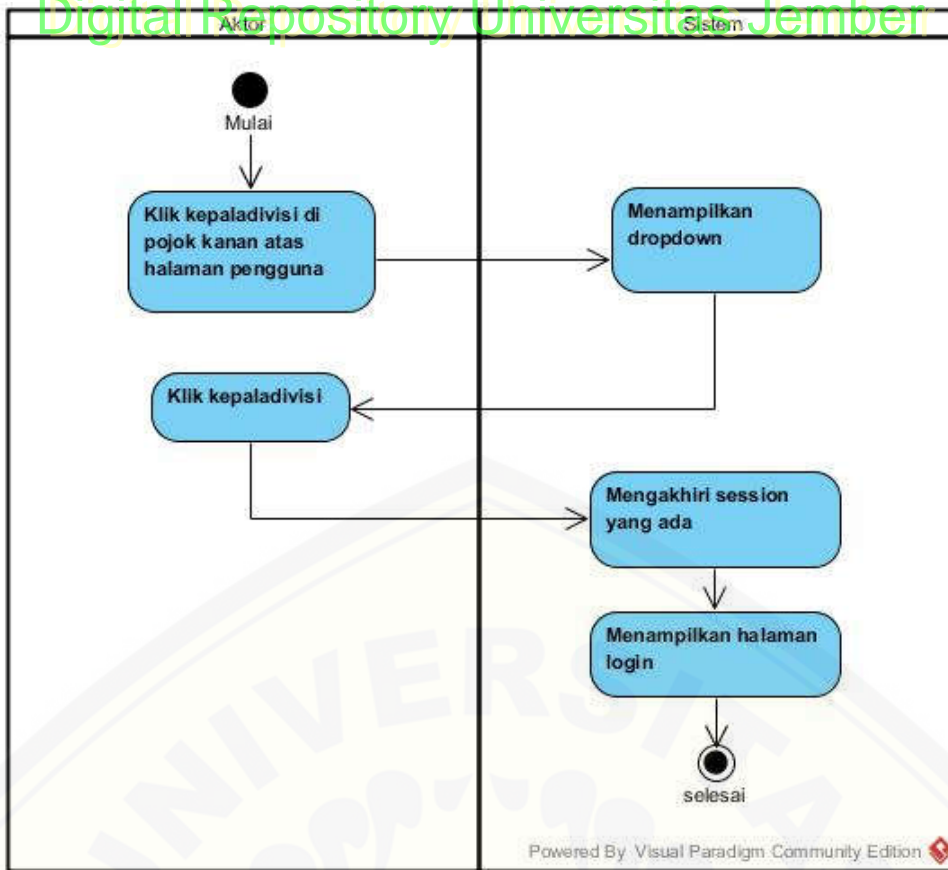 Digital Repository Universitas Jember
Aktor
Sistem
Mulai
Klik kepaladivisi di
pojok kanan atas
halaman pengguna
Menampilkan
dropdown
Klik kepaladivisi
Mengakhiri session
yang ada
Menampilkan halaman
login
selesai
UNIVERSITA
Powered By Visual Paradigm Community Edition